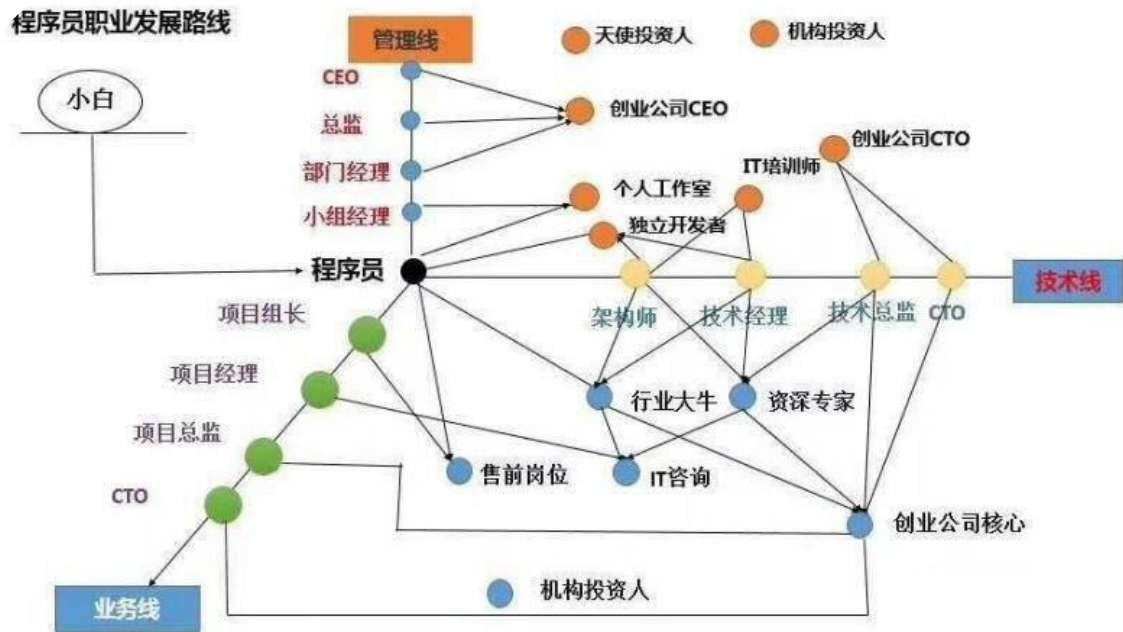 程序员职业发展路线
管理线
天使投资人
机构投资人
CEO
小白
创业公司CEO
总监
创业公司CTO
部门经理
IT培训师
个人工作室
小组经理
独立开发者
程序员
技术线
项目组长
架构师
技术经理
技术总监
CTO
项目经理
行业大牛
资深专家
项目总监
售前岗位
IT咨询
CTO
创业公司核心
机构投资人
业务线